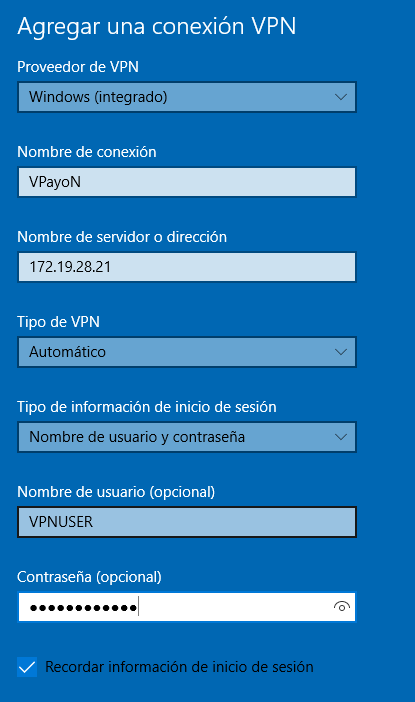 Agregar una conexión VPN
Proveedor de VPN
Windows (integrado)
Nombre de conexión
VPayoN
Nombre de servidor o dirección
172.19.28.21
Tipo de VPN
Automático
Tipo de información de inicio de sesión
Nombre de usuario y contraseña
Nombre de usuario (opcional)
VPNUSER
Contraseña (opcional)
●●●●●●●●●●●●
Recordar información de inicio de sesión